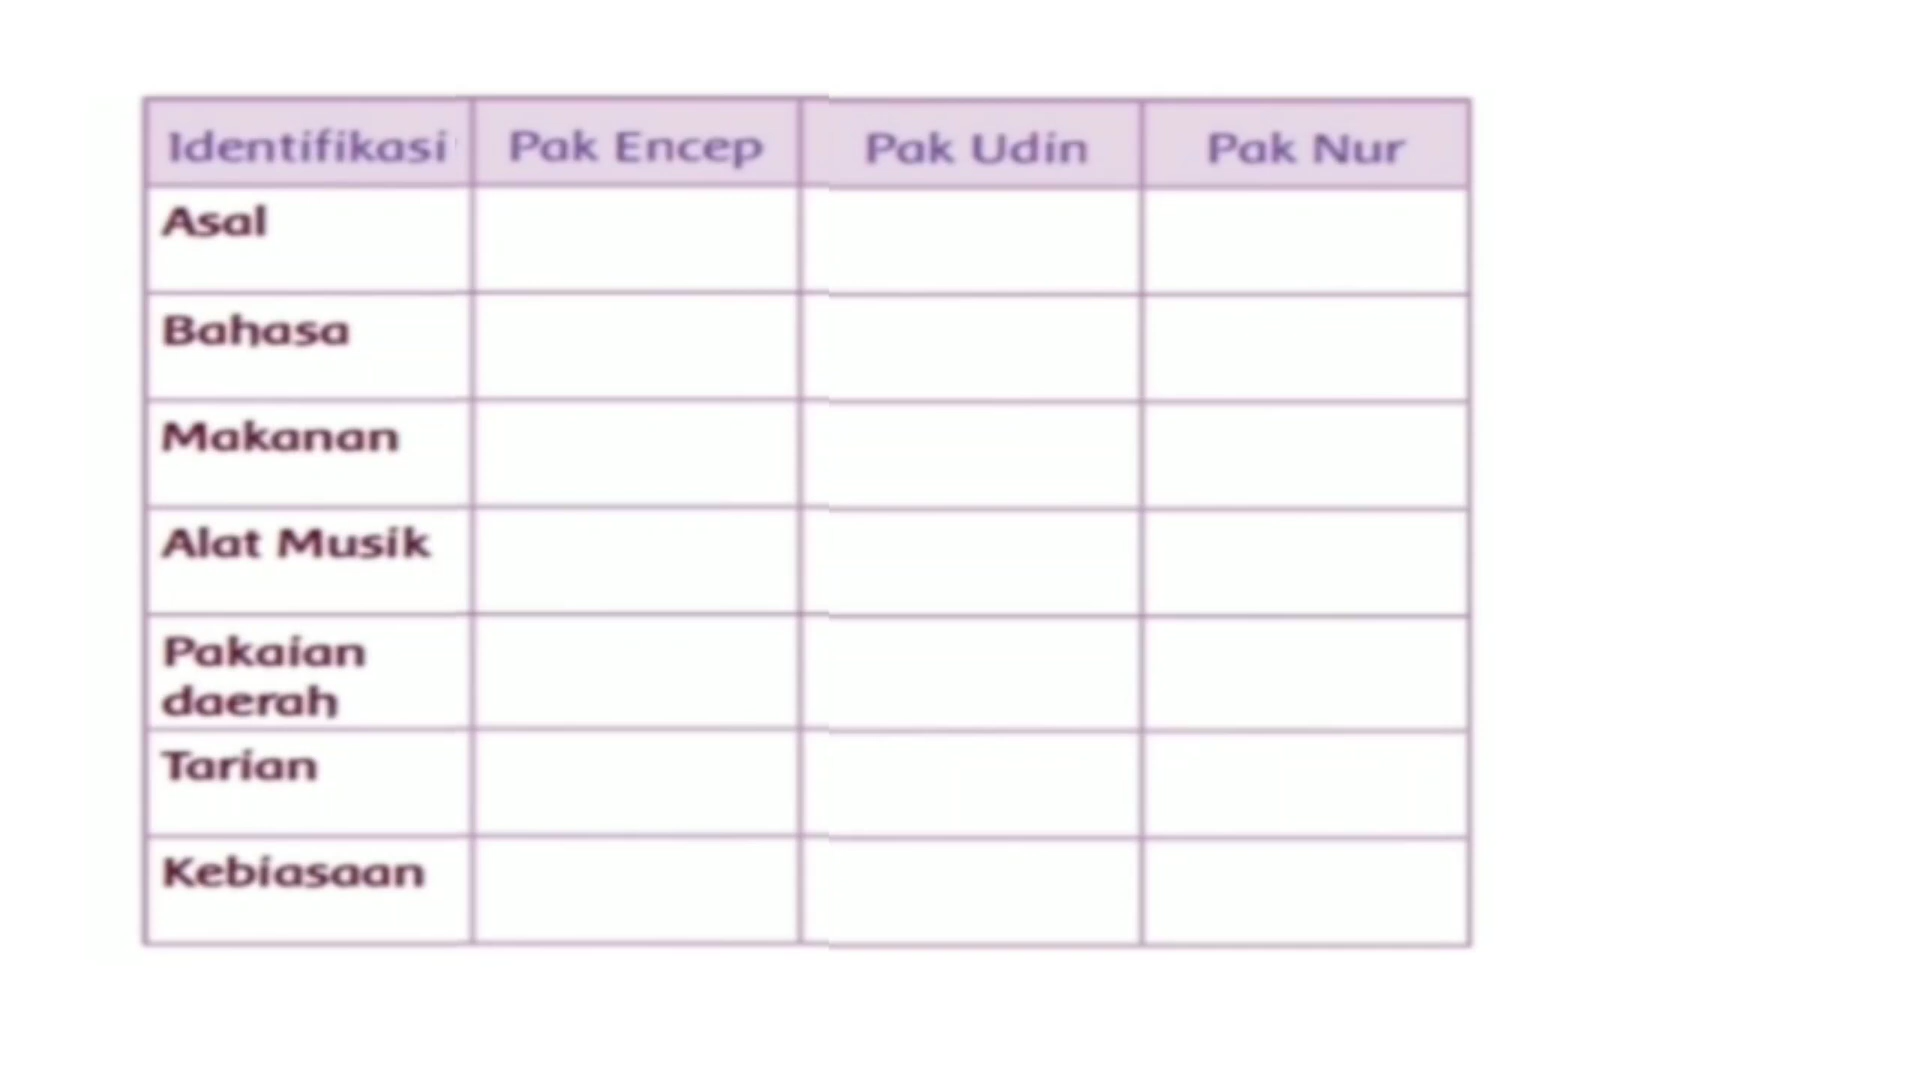 Identifikasi Pak Encep Pak Udin Pak Nur
Asal
Bahasa
Makanan
Alat Musik
Pakaian
daerah
Tarian
Kebiasaan